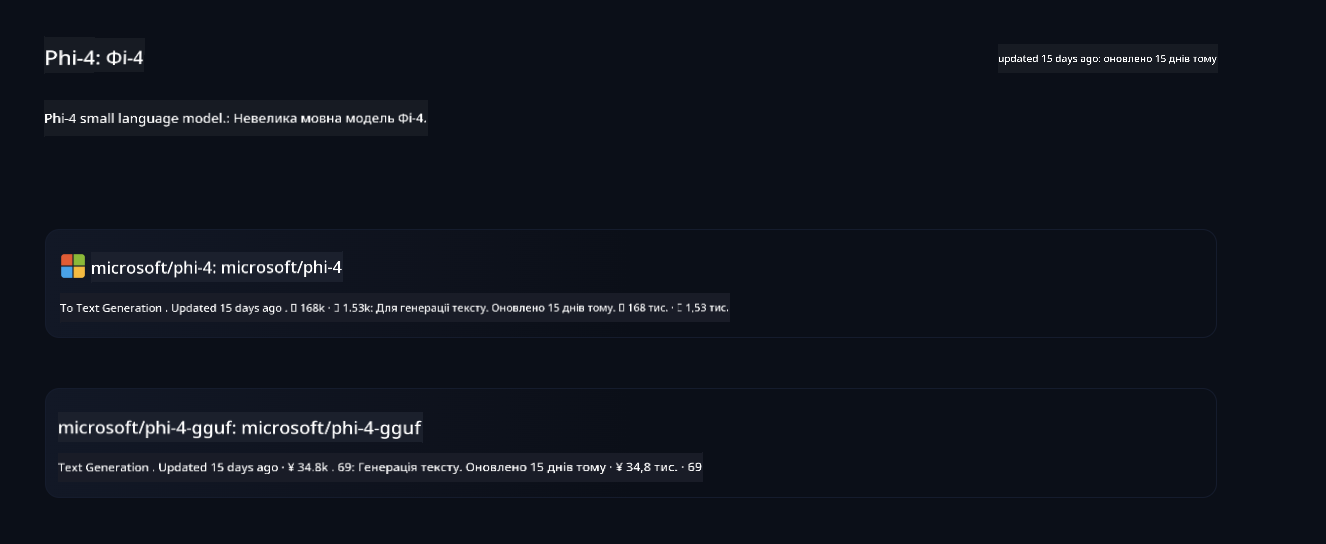 Phi-4: Фі-4
updated 15 days ago: оновлено 15 днів тому
Phi-4 small language model.: Невелика мовна модель Фі-4.
microsoft/phi-4: microsoft/phi-4
To Text Generation . Updated 15 days ago . 168k · 1.53k: Для генерації тексту. Оновлено 15 днів тому. 168 тис. · 1,53 тис.
microsoft/phi-4-gguf: microsoft/phi-4-gguf
Text Generation . Updated 15 days ago · ¥ 34.8k . 69: Генерація тексту. Оновлено 15 днів тому · ¥ 34,8 тис. · 69